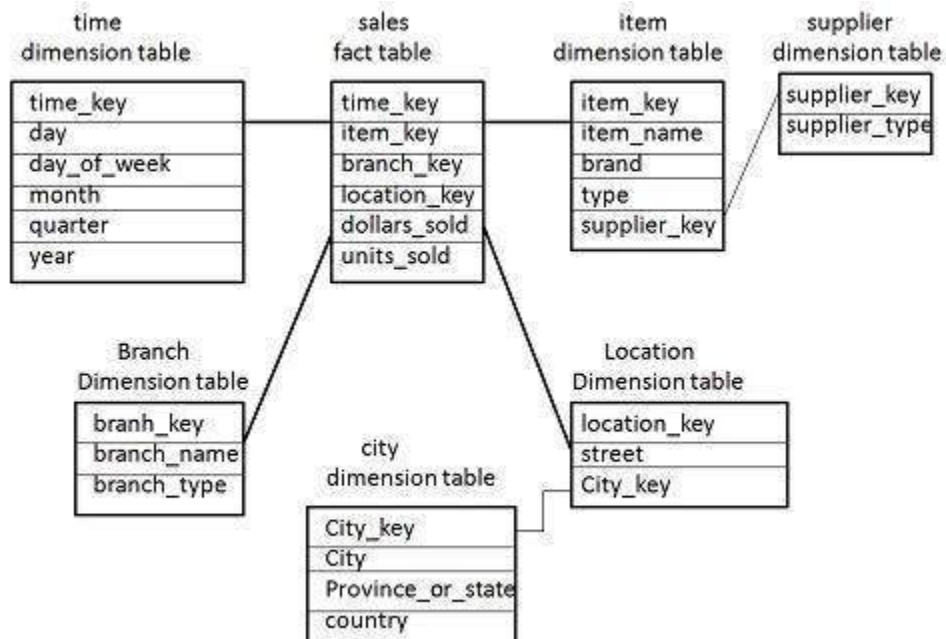 time
dimension table
time_key
day
day_of_week
month
quarter
year
sales
fact table
time_key
item_key
branch_key
location_key
dollars_sold
units_sold
item
dimension table
item_key
item_name
brand
type
supplier_key
supplier
dimension table
supplier_key
supplier_type
Branch
Dimension table
branh_key
branch_name
branch_type
city
dimension table
City_key
City
Province_or_state
country
Location
Dimension table
location_key
street
City_key